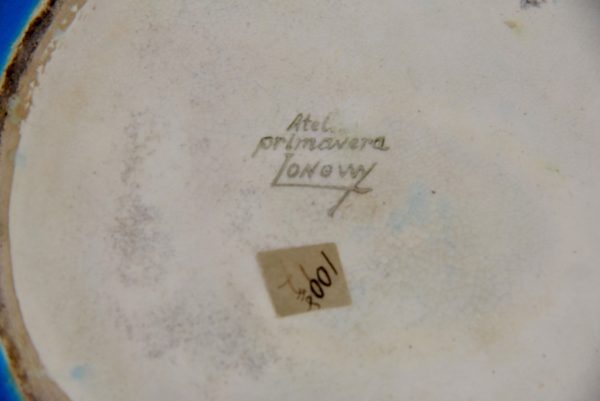 Atel.
primavera
LONGWY
1001